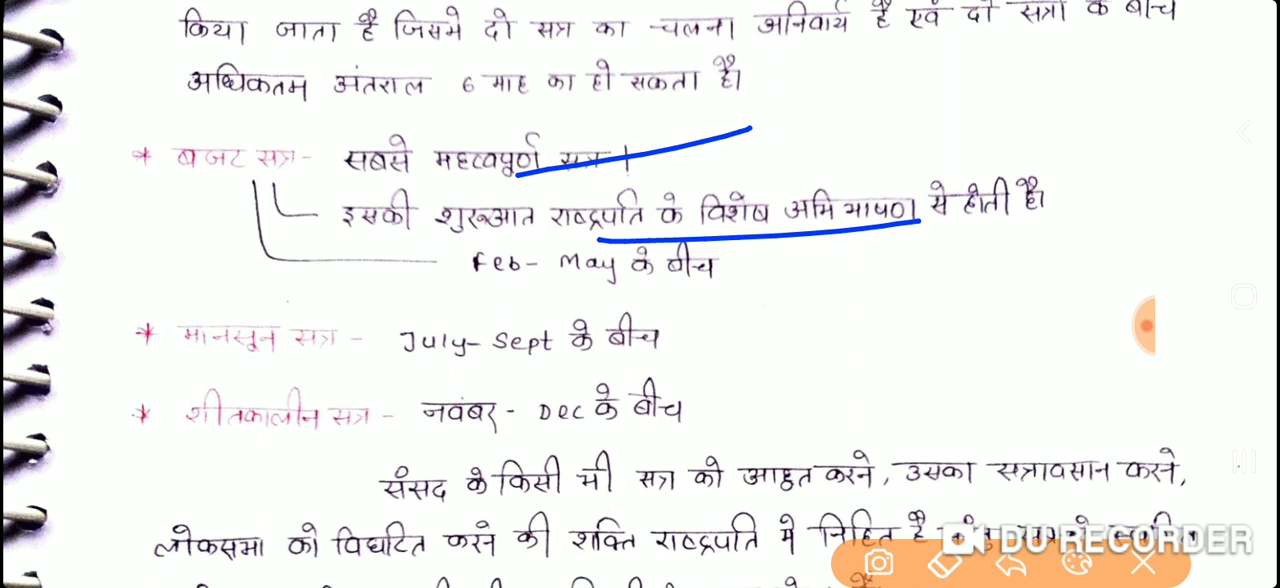 किया जाता है जिसमे दो सत्र का चलना अनिवार्य है एवं दो सत्रो के बीच
अधिकतम अंतराल 6 माह का हो सकता है।
* बजट सत्र - सबसे महत्वपूर्ण सत्र।
इसकी शुरूआत राष्ट्रपति के विशेष अभिभाषण से होती है।
Feb - May के बीच
* मानसून सत्र - July - Sept के बीच
* शीतकालीन सत्र - नवंबर - Dec के बीच
संसद के किसी भी सत्र को आहुत करने, उसका सत्रावसान करने,
लोकसभा को विघटित करने की शक्ति राष्ट्रपति मे निहित है
DU RECORDER